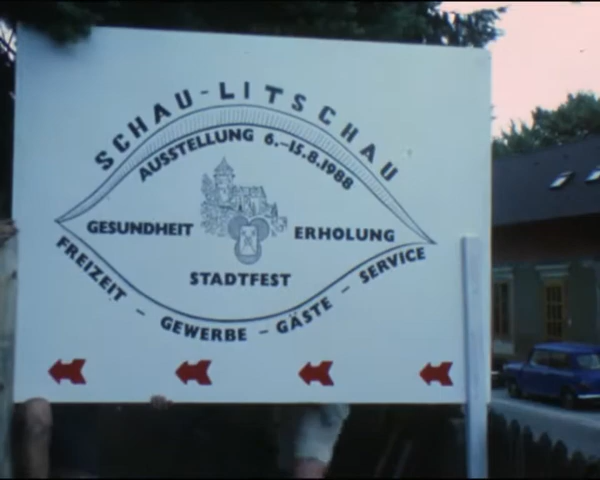 SCHAU-LITSCHAU
AUSSTELLUNG 6.-15.8.1988
GESUNDHEIT ERHOLUNG
STADTFEST
FREIZEIT - GEWERBE - GÄSTE - SERVICE